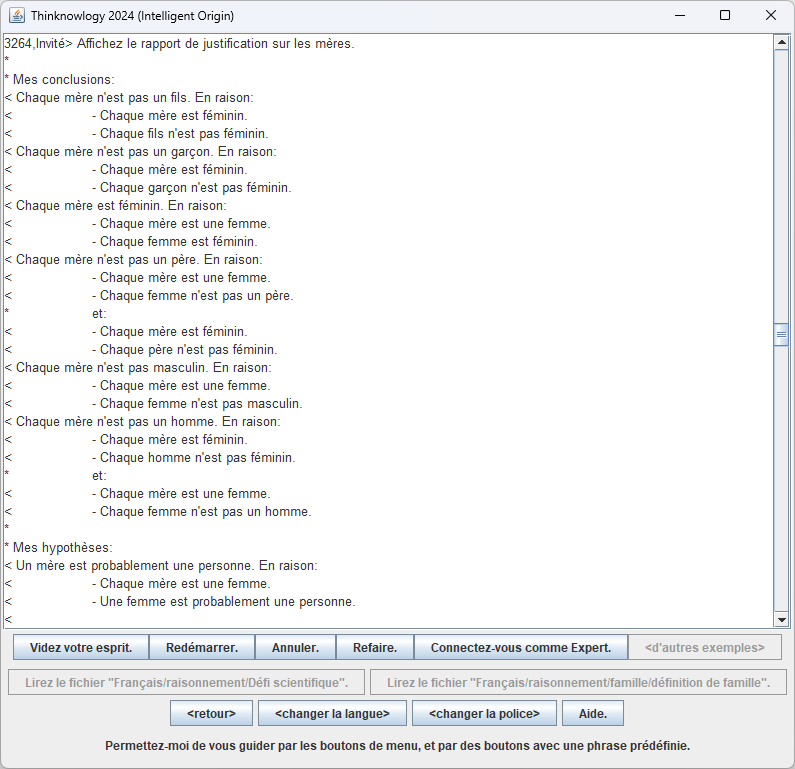 Thinknowlogy 2024 (Intelligent Origin)
3264,Invité> Affichez le rapport de justification sur les mères.
*
* Mes conclusions:
< Chaque mère n'est pas un fils. En raison:
< - Chaque mère est féminin.
< - Chaque fils n'est pas féminin.
< Chaque mère n'est pas un garçon. En raison:
< - Chaque mère est féminin.
< - Chaque garçon n'est pas féminin.
< Chaque mère est féminin. En raison:
< - Chaque mère est une femme.
< - Chaque femme est féminin.
< Chaque mère n'est pas un père. En raison:
< - Chaque mère est une femme.
< - Chaque femme n'est pas un père.
* et:
< - Chaque mère est féminin.
< - Chaque père n'est pas féminin.
< Chaque mère n'est pas masculin. En raison:
< - Chaque mère est une femme.
< - Chaque femme n'est pas masculin.
< Chaque mère n'est pas un homme. En raison:
< - Chaque mère est féminin.
< - Chaque homme n'est pas féminin.
* et:
< - Chaque mère est une femme.
< - Chaque femme n'est pas un homme.
*
* Mes hypothèses:
< Un mère est probablement une personne. En raison:
< - Chaque mère est une femme.
< - Une femme est probablement une personne.
<
Videz votre esprit. Redémarrer. Annuler. Refaire. Connectez-vous comme Expert. <d'autres exemples>
Lirez le fichier "Français/raisonnement/Défi scientifique". Lirez le fichier "Français/raisonnement/famille/définition de famille".
<retour> <changer la langue> <changer la police> Aide.
Permettez-moi de vous guider par les boutons de menu, et par des boutons avec une phrase prédéfinie.